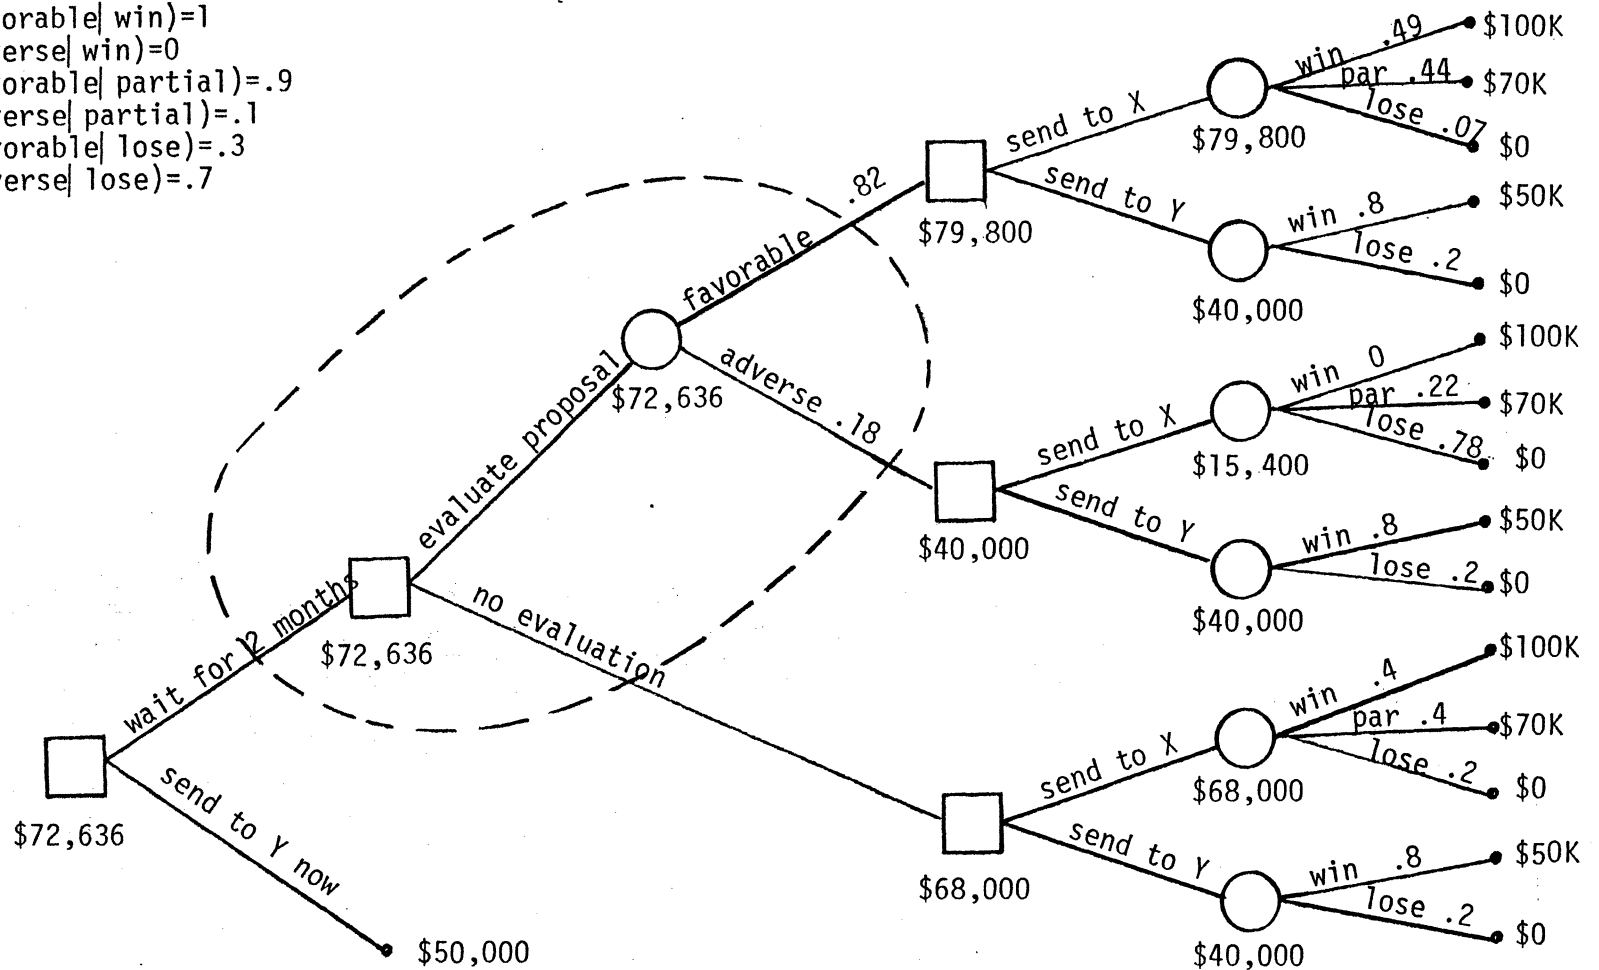 orable| win)=1
erse| win)=0
orable| partial)=.9
erse| partial)=.1
orable| lose)=.3
erse| lose)=.7
win .49
$100K
par .44
$70K
lose .07
$0
send to X
$79,800
.82
send to Y
win .8
$50K
$79,800
lose .2
$0
favorable
$40,000
win 0
$100K
adverse .18
par .22
$70K
$72,636
send to X
lose .78
$0
$15,400
evaluate proposal
send to Y
win .8
$50K
$40,000
lose .2
$0
no evaluation
$40,000
wait for 2 months
$72,636
win .4
$100K
par .4
$70K
send to X
lose .2
$0
$68,000
send to Y now
$72,636
send to Y
win .8
$50K
$68,000
lose .2
$0
$50,000
$40,000